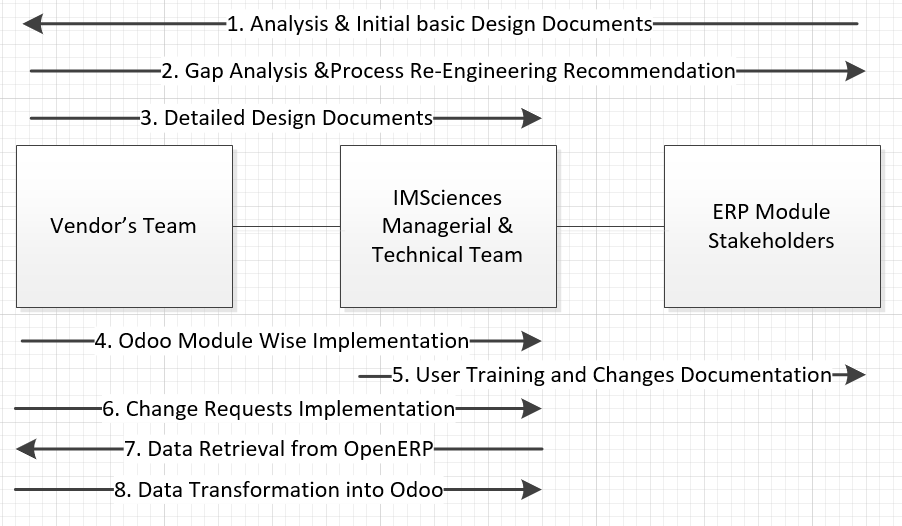 1. Analysis & Initial basic Design Documents
2. Gap Analysis &Process Re-Engineering Recommendation
3. Detailed Design Documents
Vendor’s Team
IMSciences
Managerial &
Technical Team
ERP Module
Stakeholders
4. Odoo Module Wise Implementation
5. User Training and Changes Documentation
6. Change Requests Implementation
7. Data Retrieval from OpenERP
8. Data Transformation into Odoo